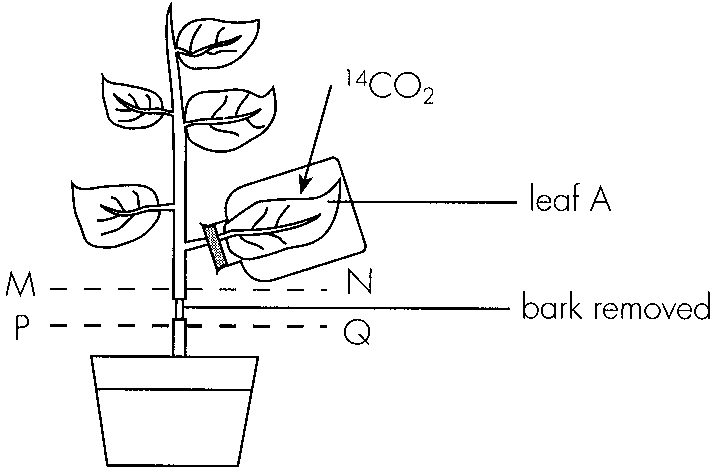 ¹⁴CO₂
leaf A
M
N
bark removed
P
Q